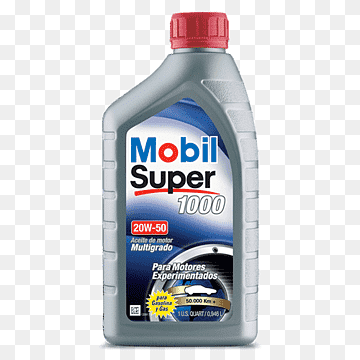 Mobil
Super
1000
20W-50
Aceite de motor
Multigrado
Para Motores
Experimentados
50.000 Km +
para
Gasolina
y Gas
1 U.S. QUART / 0,946 L